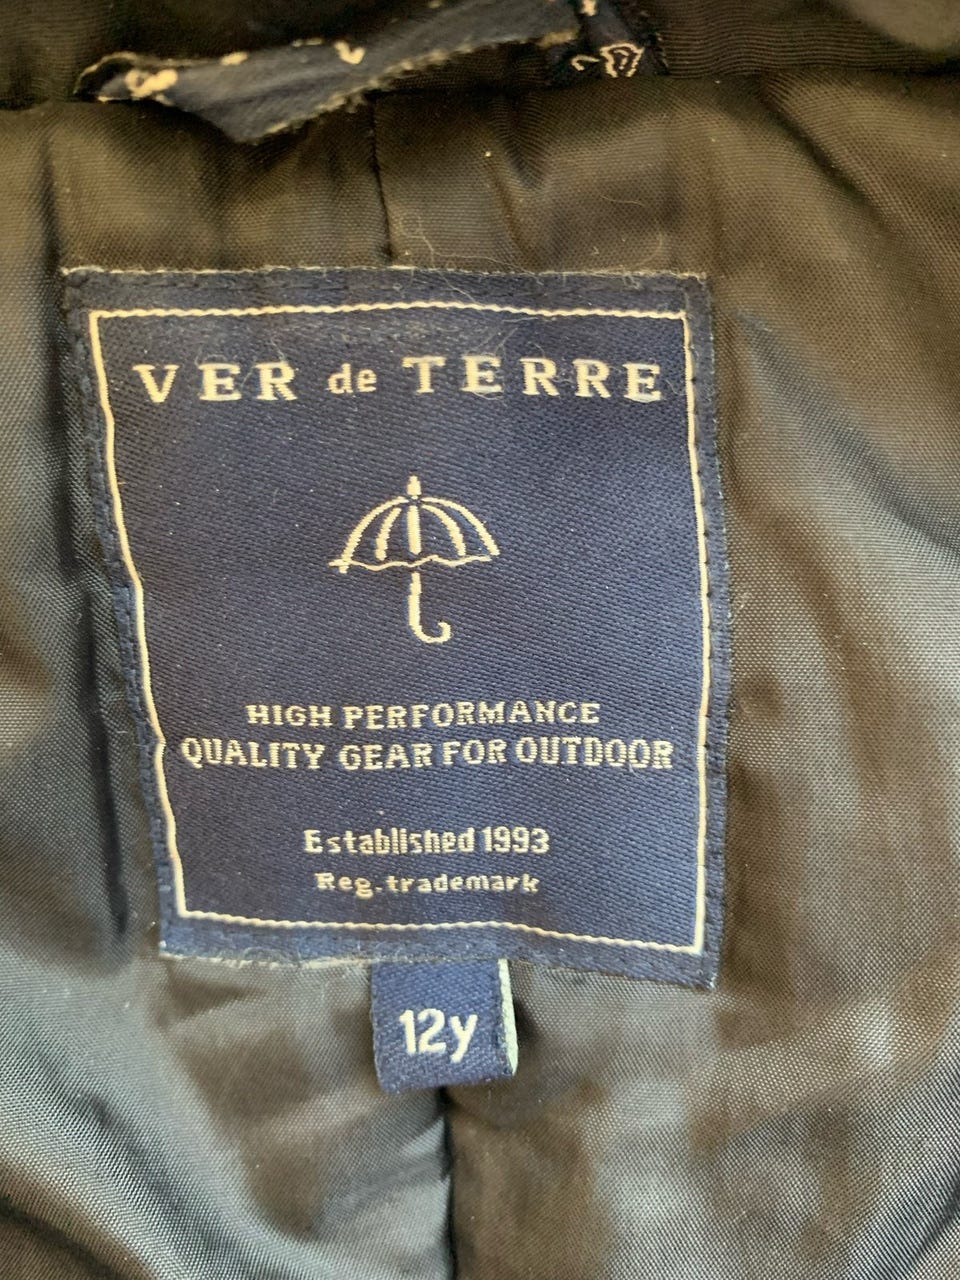 VER de TERRE
HIGH PERFORMANCE
QUALITY GEAR FOR OUTDOOR
Established 1993
Reg. trademark
12y